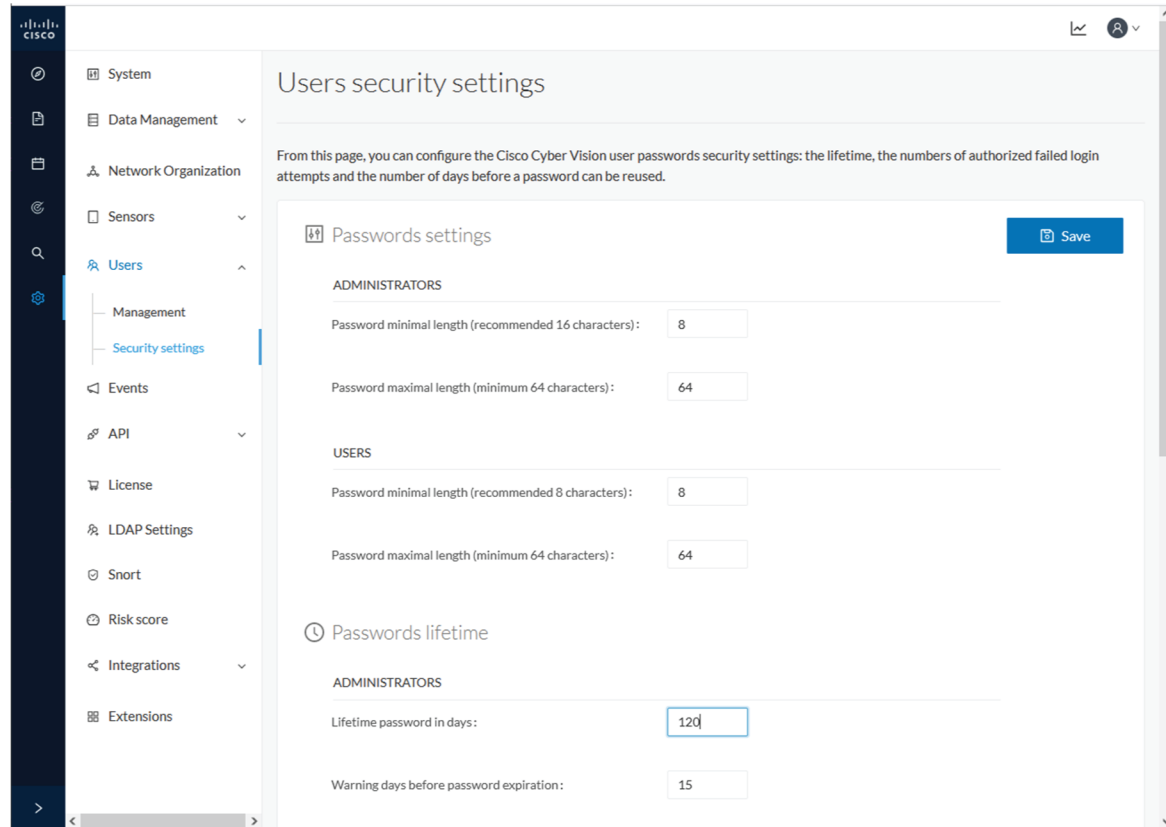 CISCO
System
Data Management
Network Organization
Sensors
Users
Management
Security settings
Events
API
License
LDAP Settings
Snort
Risk score
Integrations
Extensions
Users security settings
From this page, you can configure the Cisco Cyber Vision user passwords security settings: the lifetime, the numbers of authorized failed login
attempts and the number of days before a password can be reused.
Passwords settings
Save
ADMINISTRATORS
Password minimal length (recommended 16 characters): 8
Password maximal length (minimum 64 characters): 64
USERS
Password minimal length (recommended 8 characters): 8
Password maximal length (minimum 64 characters): 64
Passwords lifetime
ADMINISTRATORS
Lifetime password in days: 120
Warning days before password expiration: 15